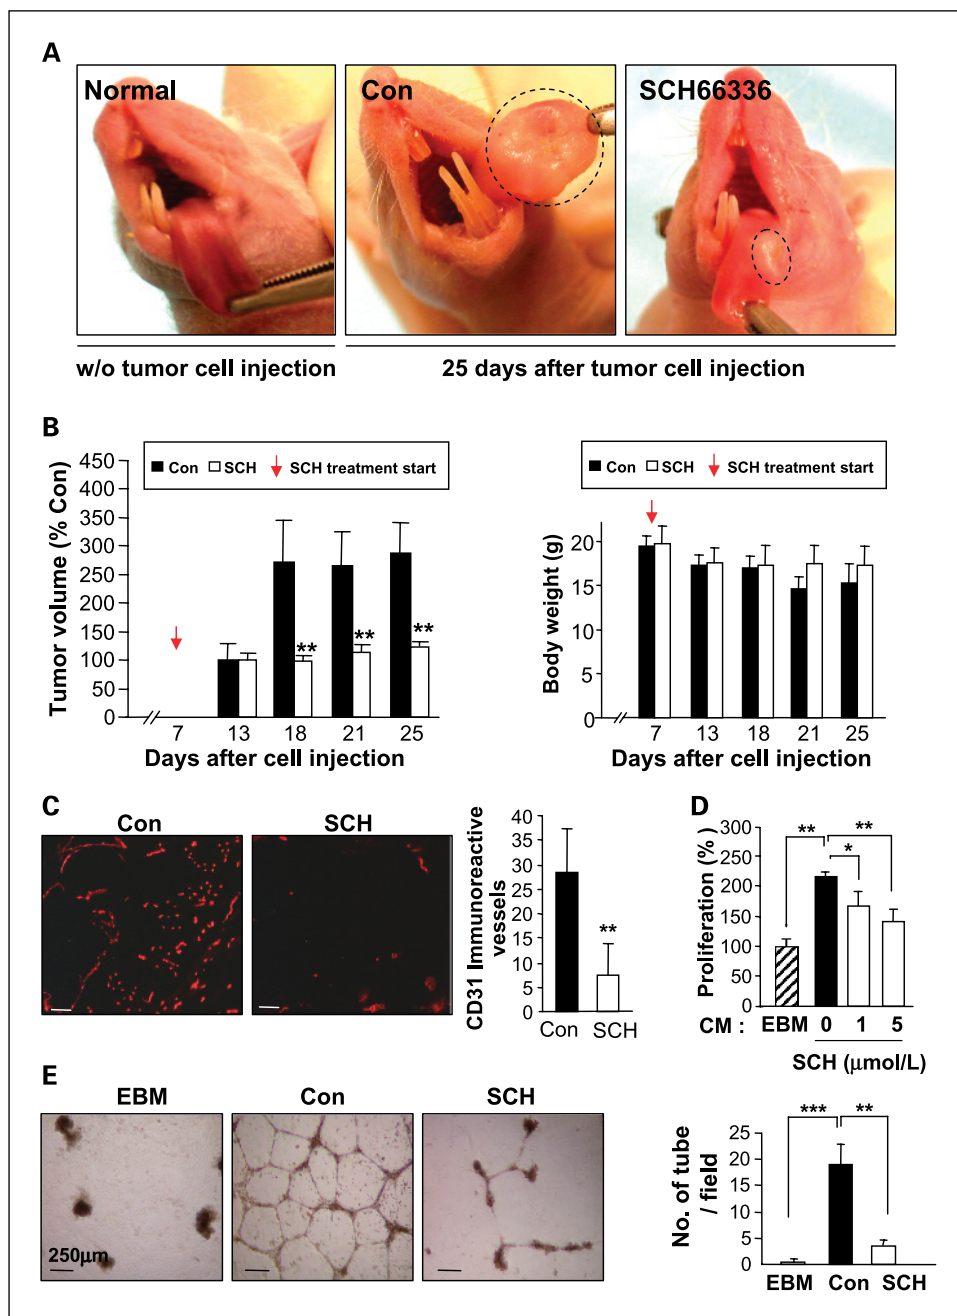 A
Normal
Con
SCH66336
w/o tumor cell injection
25 days after tumor cell injection
B
Tumor volume (% Con)
450
400
350
300
250
200
150
100
50
0
Con SCH SCH treatment start
** ** **
7 13 18 21 25
Days after cell injection
Body weight (g)
20
15
10
5
0
Con SCH SCH treatment start
7 13 18 21 25
Days after cell injection
C
Con
SCH
CD31 Immunoreactive
vessels
40
35
30
25
20
15
10
5
0
**
Con SCH
D
Proliferation (%)
300
250
200
150
100
50
0
** **
*
CM : EBM 0 1 5
SCH (μmol/L)
E
EBM
Con
SCH
250μm
No. of tube
/ field
25
20
15
10
5
0
*** **
EBM Con SCH